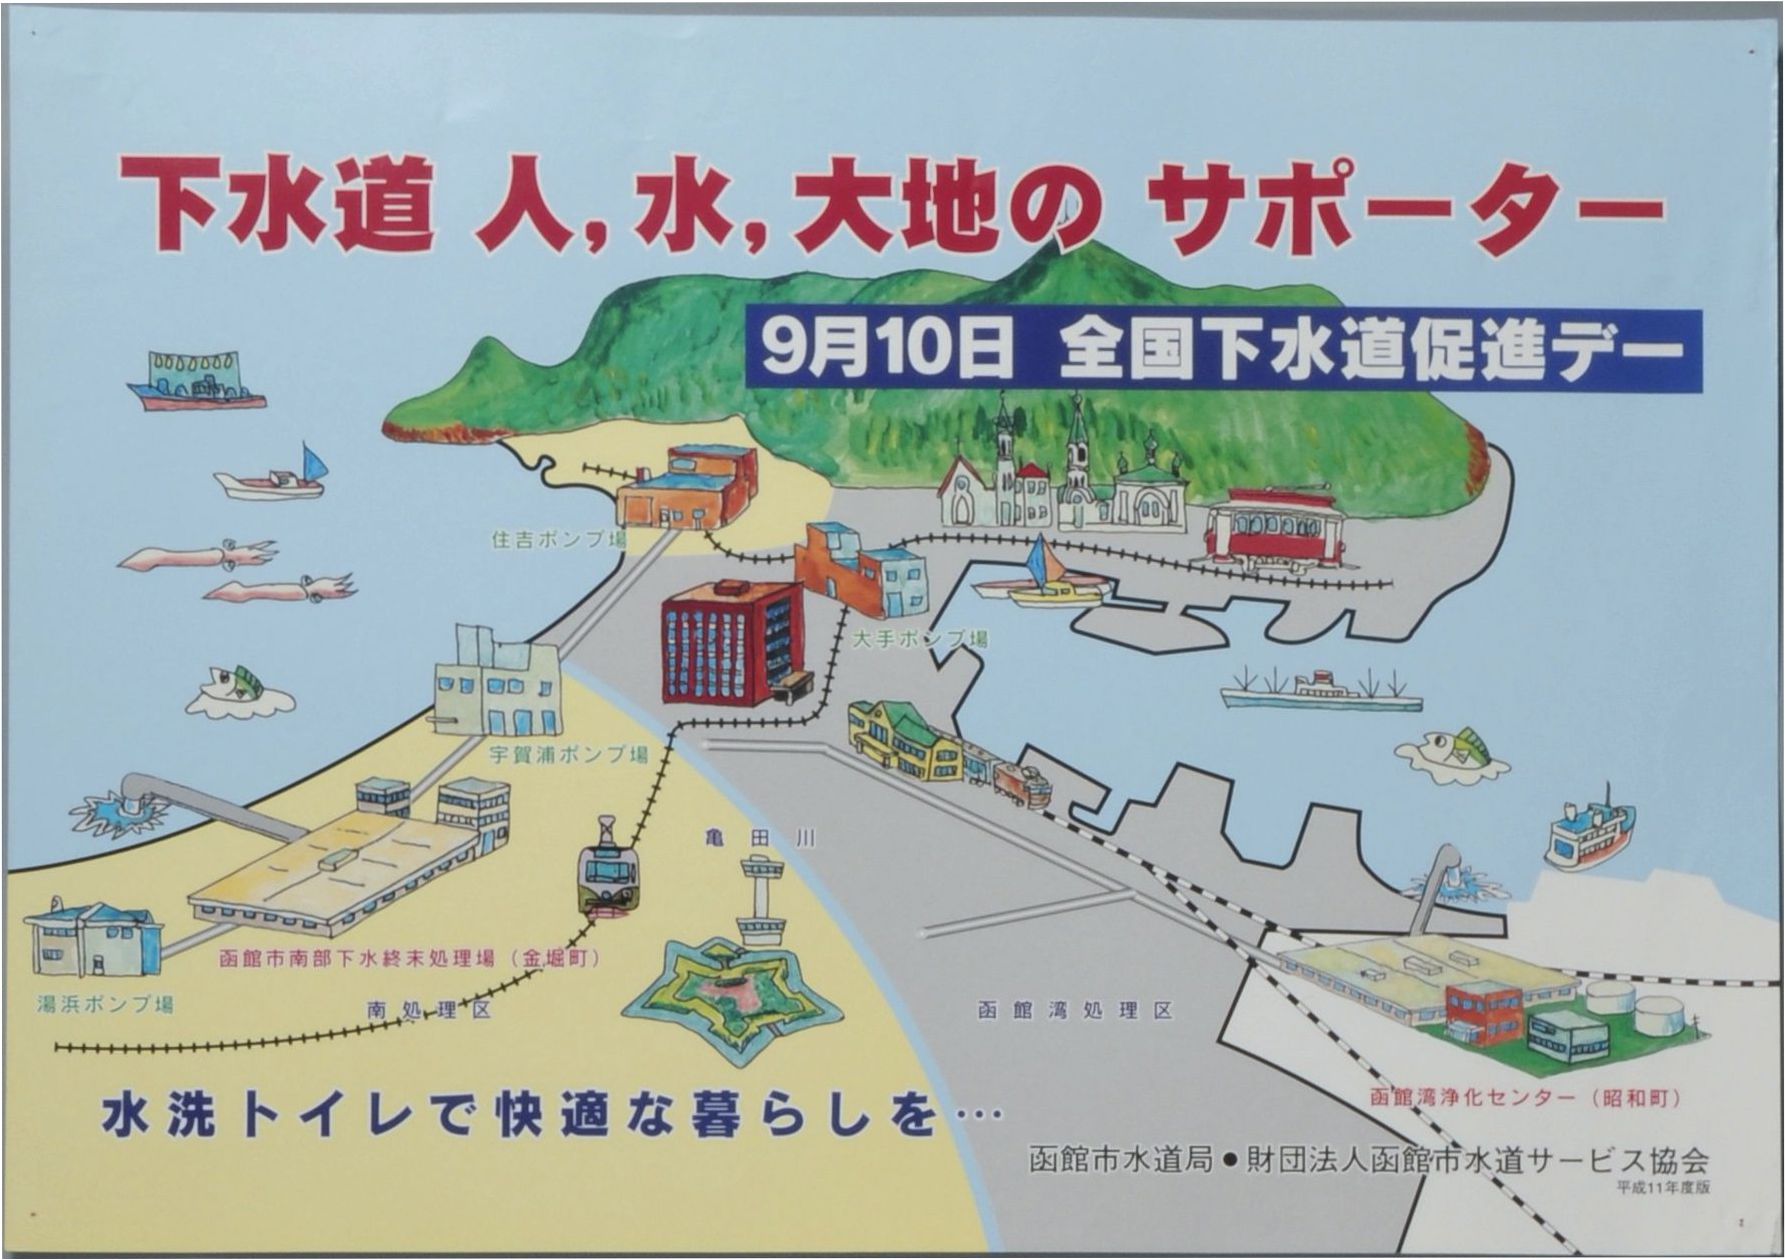 下水道 人,水,大地の サポーター
9月10日 全国下水道促進デー
住吉ポンプ場
大手ポンプ場
宇賀浦ポンプ場
亀田川
函館市南部下水終末処理場（金堀町）
湯浜ポンプ場
南処理区
函館湾処理区
函館湾浄化センター（昭和町）
水洗トイレで快適な暮らしを…
函館市水道局●財団法人函館市水道サービス協会
平成11年度版